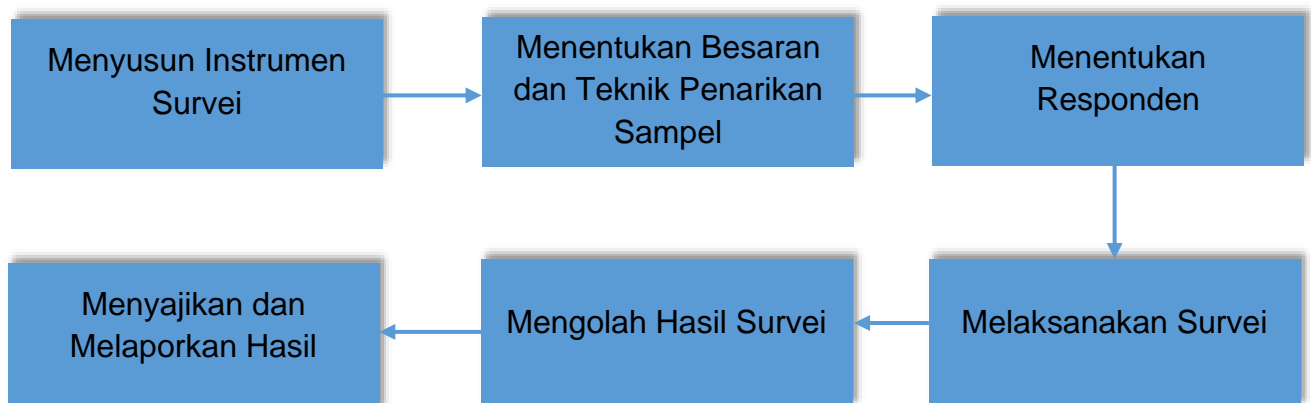 Menyusun Instrumen
Survei
Menentukan Besaran
dan Teknik Penarikan
Sampel
Menentukan
Responden
Melaksanakan Survei
Mengolah Hasil Survei
Menyajikan dan
Melaporkan Hasil